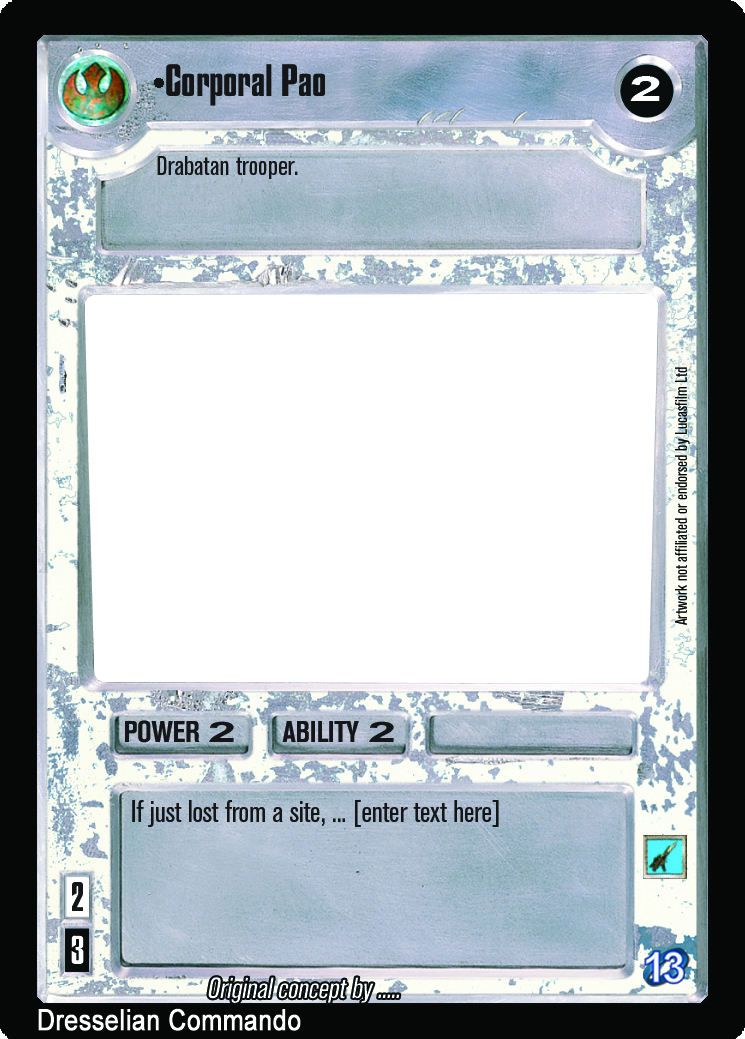 •Corporal Pao
2
Drabatan trooper.
Artwork not affiliated or endorsed by Lucasfilm Ltd
POWER 2
ABILITY 2
If just lost from a site, ... [enter text here]
2
3
13
Original concept by .....
Dresselian Commando